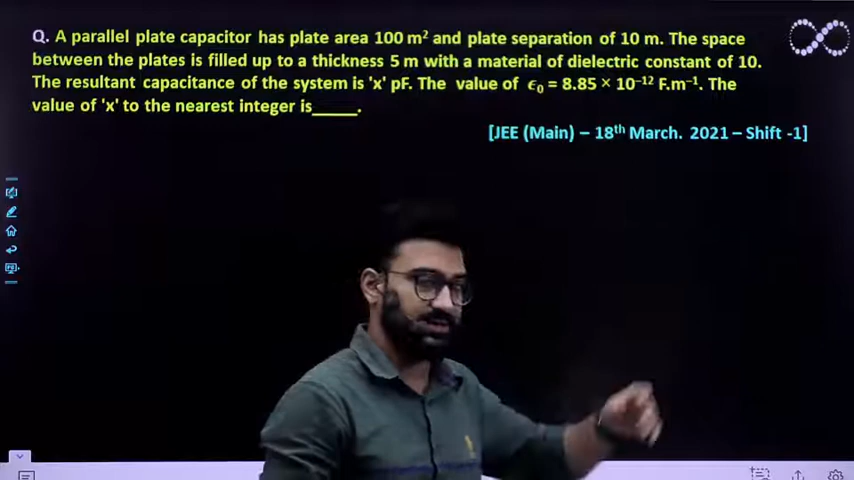 Q. A parallel plate capacitor has plate area 100 m² and plate separation of 10 m. The space
between the plates is filled up to a thickness 5 m with a material of dielectric constant of 10.
The resultant capacitance of the system is 'x' pF. The value of ϵ₀ = 8.85 × 10⁻¹² F.m⁻¹. The
value of 'x' to the nearest integer is_____.
[JEE (Main) – 18ᵗʰ March. 2021 – Shift -1]